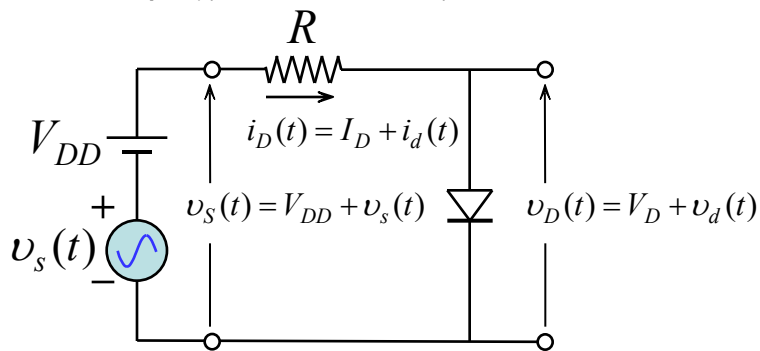 R
i_D(t) = I_D + i_d(t)
V_DD
+
υ_S(t) = V_DD + υ_s(t)
υ_D(t) = V_D + υ_d(t)
υ_s(t)
−